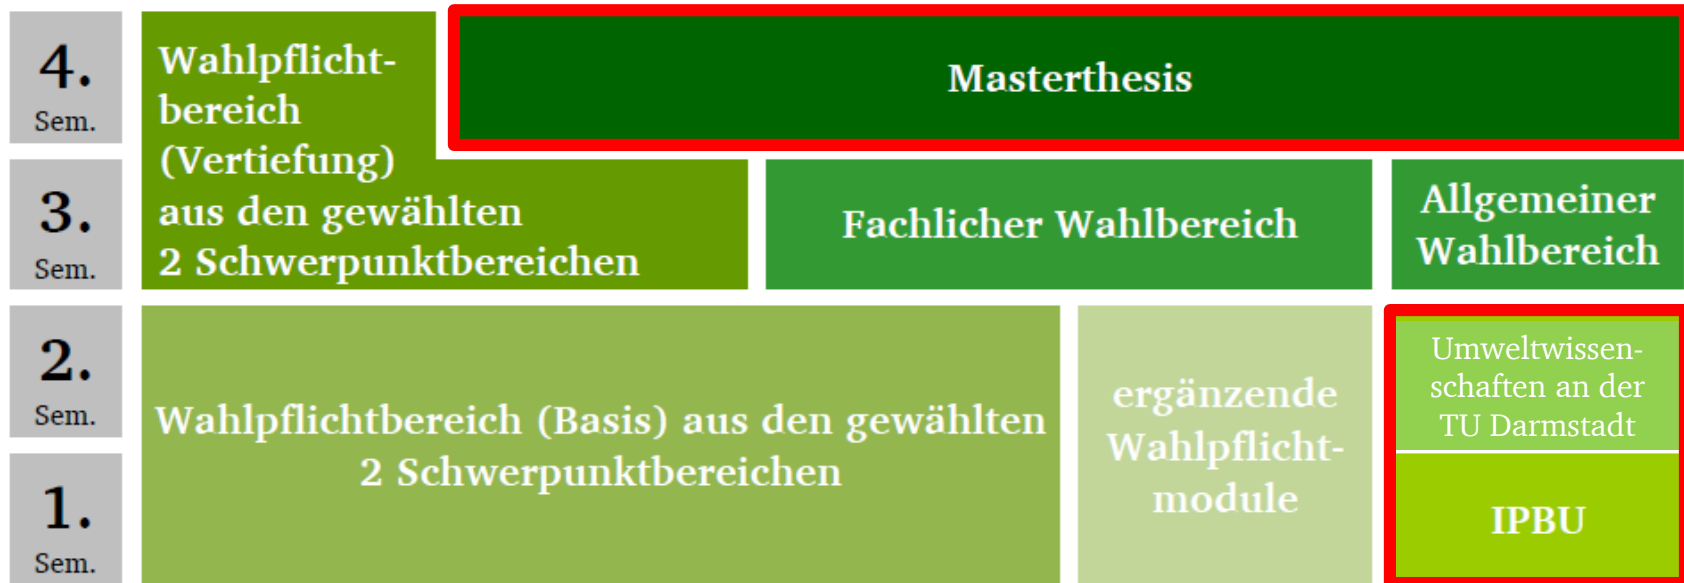 4.
Sem.
Wahlpflicht-
bereich
(Vertiefung)
aus den gewählten
2 Schwerpunktbereichen
Masterthesis
3.
Sem.
Fachlicher Wahlbereich
Allgemeiner
Wahlbereich
2.
Sem.
Wahlpflichtbereich (Basis) aus den gewählten
2 Schwerpunktbereichen
ergänzende
Wahlpflicht-
module
Umweltwissen-
schaften an der
TU Darmstadt
1.
Sem.
IPBU